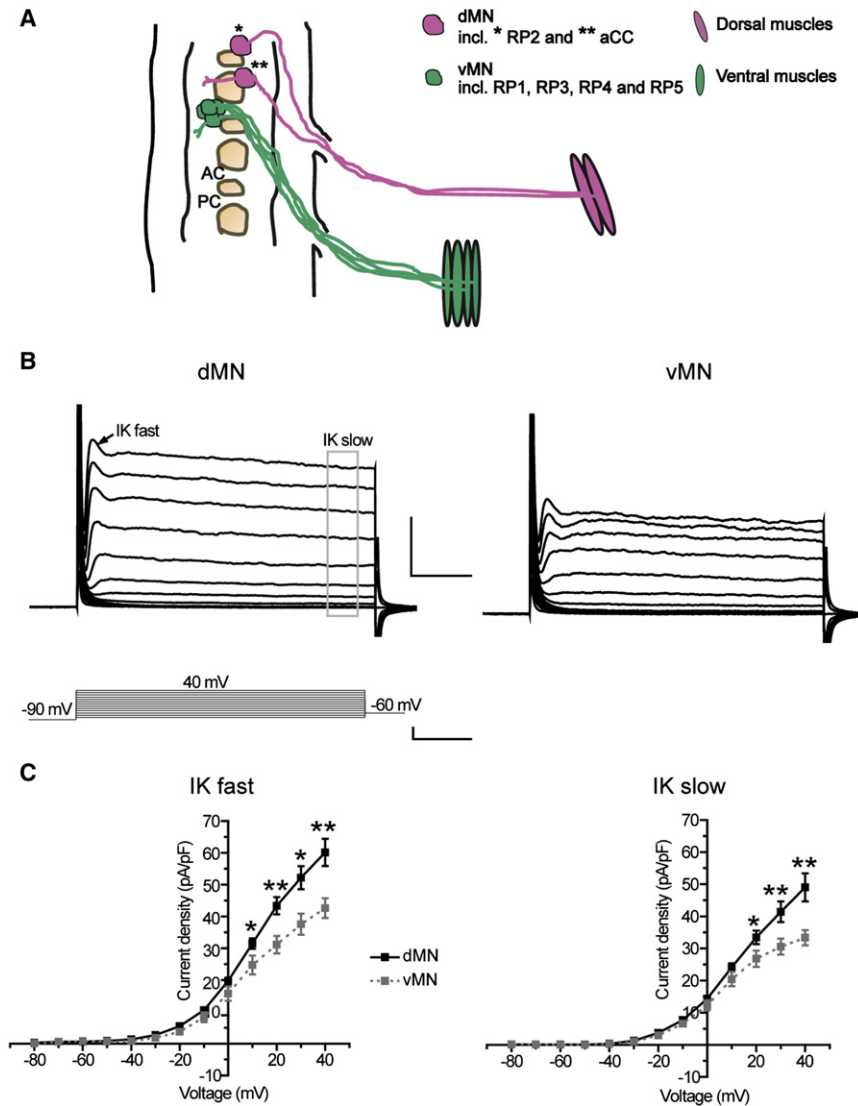 A
*
**
AC
PC
dMN
incl. * RP2 and ** aCC
vMN
incl. RP1, RP3, RP4 and RP5
Dorsal muscles
Ventral muscles
B
dMN
vMN
IK fast
IK slow
-90 mV
40 mV
-60 mV
C
IK fast
Current density (pA/pF)
70
60
50
40
30
20
10
-10
-80
-60
-40
-20
0
20
40
Voltage (mV)
*
**
*
**
dMN
vMN
IK slow
Current density (pA/pF)
70
60
50
40
30
20
10
-10
-80
-60
-40
-20
0
20
40
Voltage (mV)
*
**
**